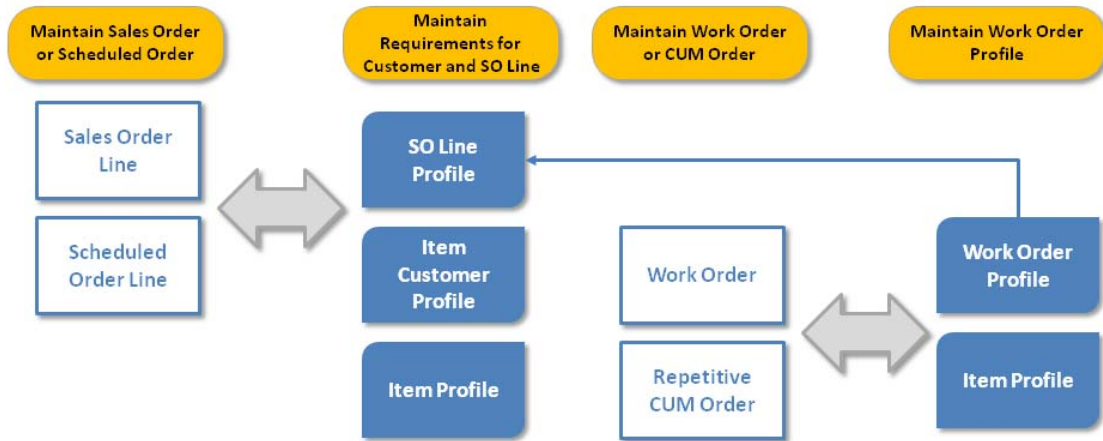 Maintain Sales Order
or Scheduled Order
Maintain
Requirements for
Customer and SO Line
Maintain Work Order
or CUM Order
Maintain Work Order
Profile
Sales Order
Line
Scheduled
Order Line
SO Line
Profile
Item
Customer
Profile
Item Profile
Work Order
Repetitive
CUM Order
Work Order
Profile
Item Profile